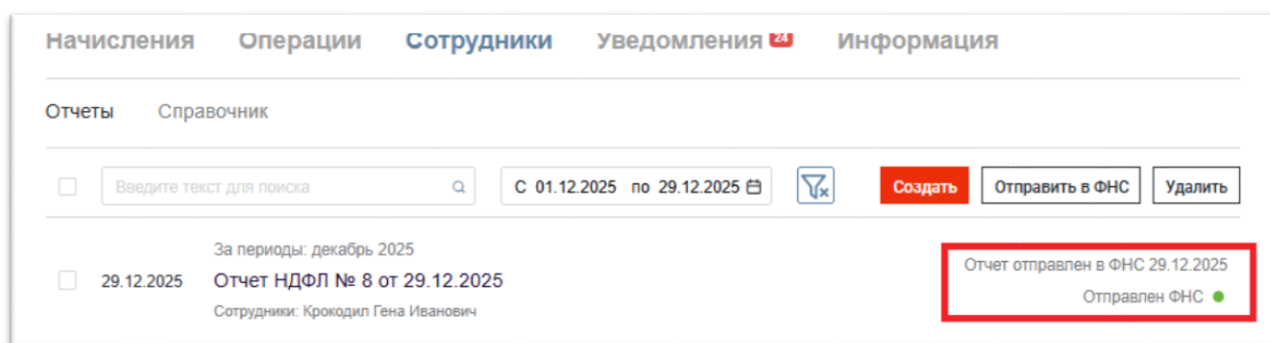 Начисления Операции Сотрудники Уведомления 24 Информация
Отчеты Справочник
Введите текст для поиска С 01.12.2025 по 29.12.2025 Создать Отправить в ФНС Удалить
За периоды: декабрь 2025
29.12.2025 Отчет НДФЛ № 8 от 29.12.2025
Сотрудники: Крокодил Гена Иванович
Отчет отправлен в ФНС 29.12.2025
Отправлен ФНС